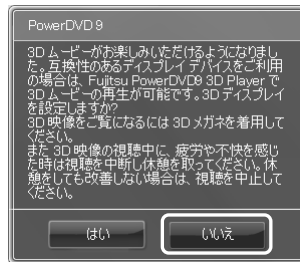 PowerDVD 9
3D ムービーがお楽しみいただけるようになりまし
た。互換性のあるディスプレイ デバイスをご利用
の場合は、Fujitsu PowerDVD9 3D Player で
3D ムービーの再生が可能です。3D ディスプレイ
を設定しますか?
3D 映像をご覧になるには 3D メガネを着用して
ください。
また 3D 映像の視聴中に、疲労や不快を感じ
た時は視聴を中断し休憩を取ってください。休
憩をしても改善しない場合は、視聴を中止して
ください。
はい
いいえ